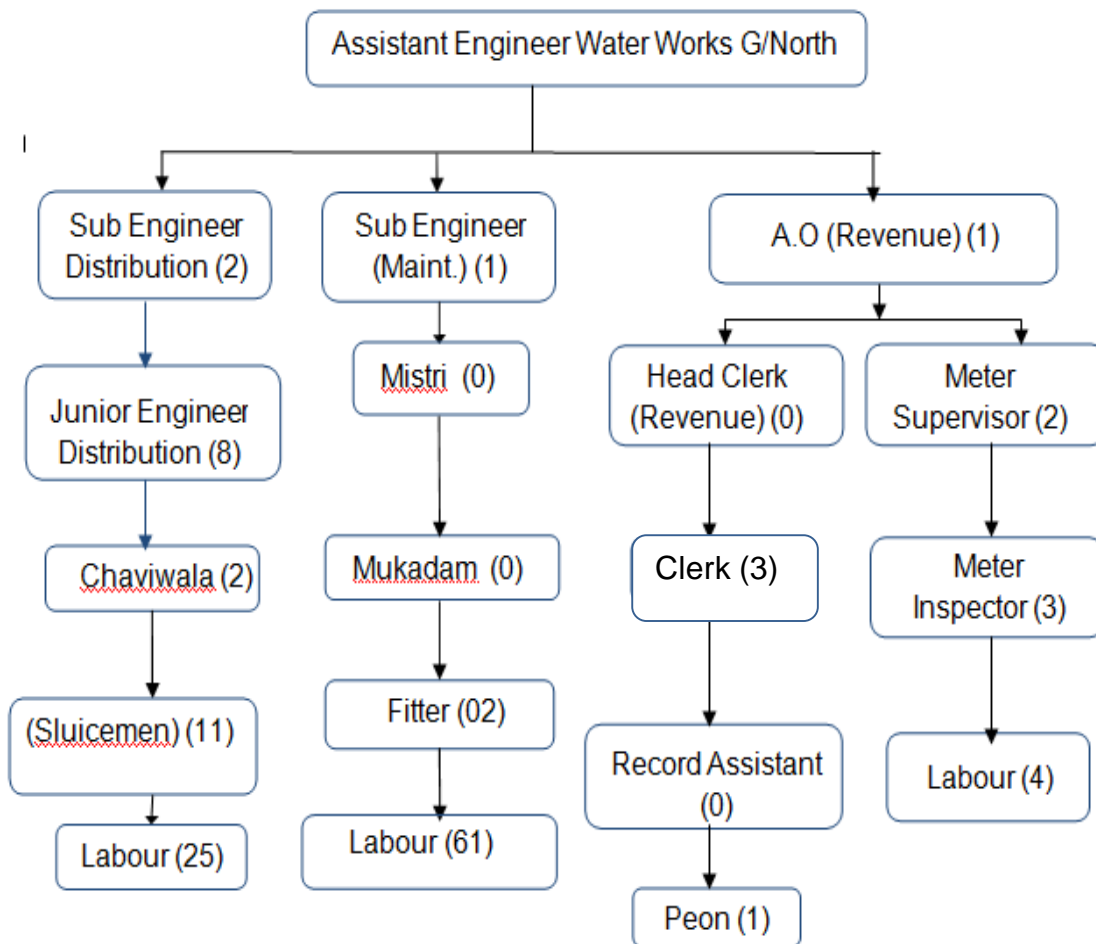 Assistant Engineer Water Works G/North
Sub Engineer
Distribution (2)
Sub Engineer
(Maint.) (1)
A.O (Revenue) (1)
Junior Engineer
Distribution (8)
Mistri (0)
Head Clerk
(Revenue) (0)
Meter
Supervisor (2)
Chaviwala (2)
Mukadam (0)
Clerk (3)
Meter
Inspector (3)
(Sluicemen) (11)
Fitter (02)
Record Assistant
(0)
Labour (4)
Labour (25)
Labour (61)
Peon (1)